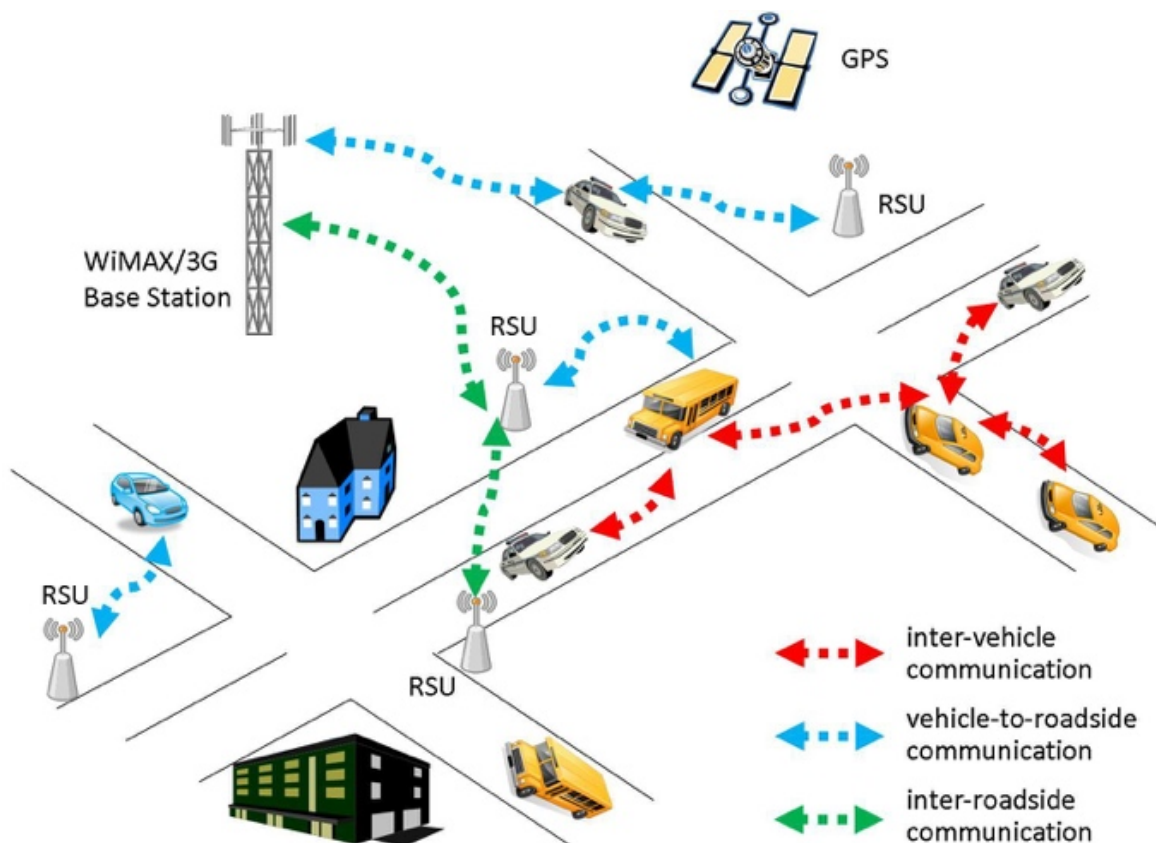 GPS
RSU
WiMAX/3G
Base Station
RSU
RSU
RSU
inter-vehicle
communication
vehicle-to-roadside
communication
inter-roadside
communication